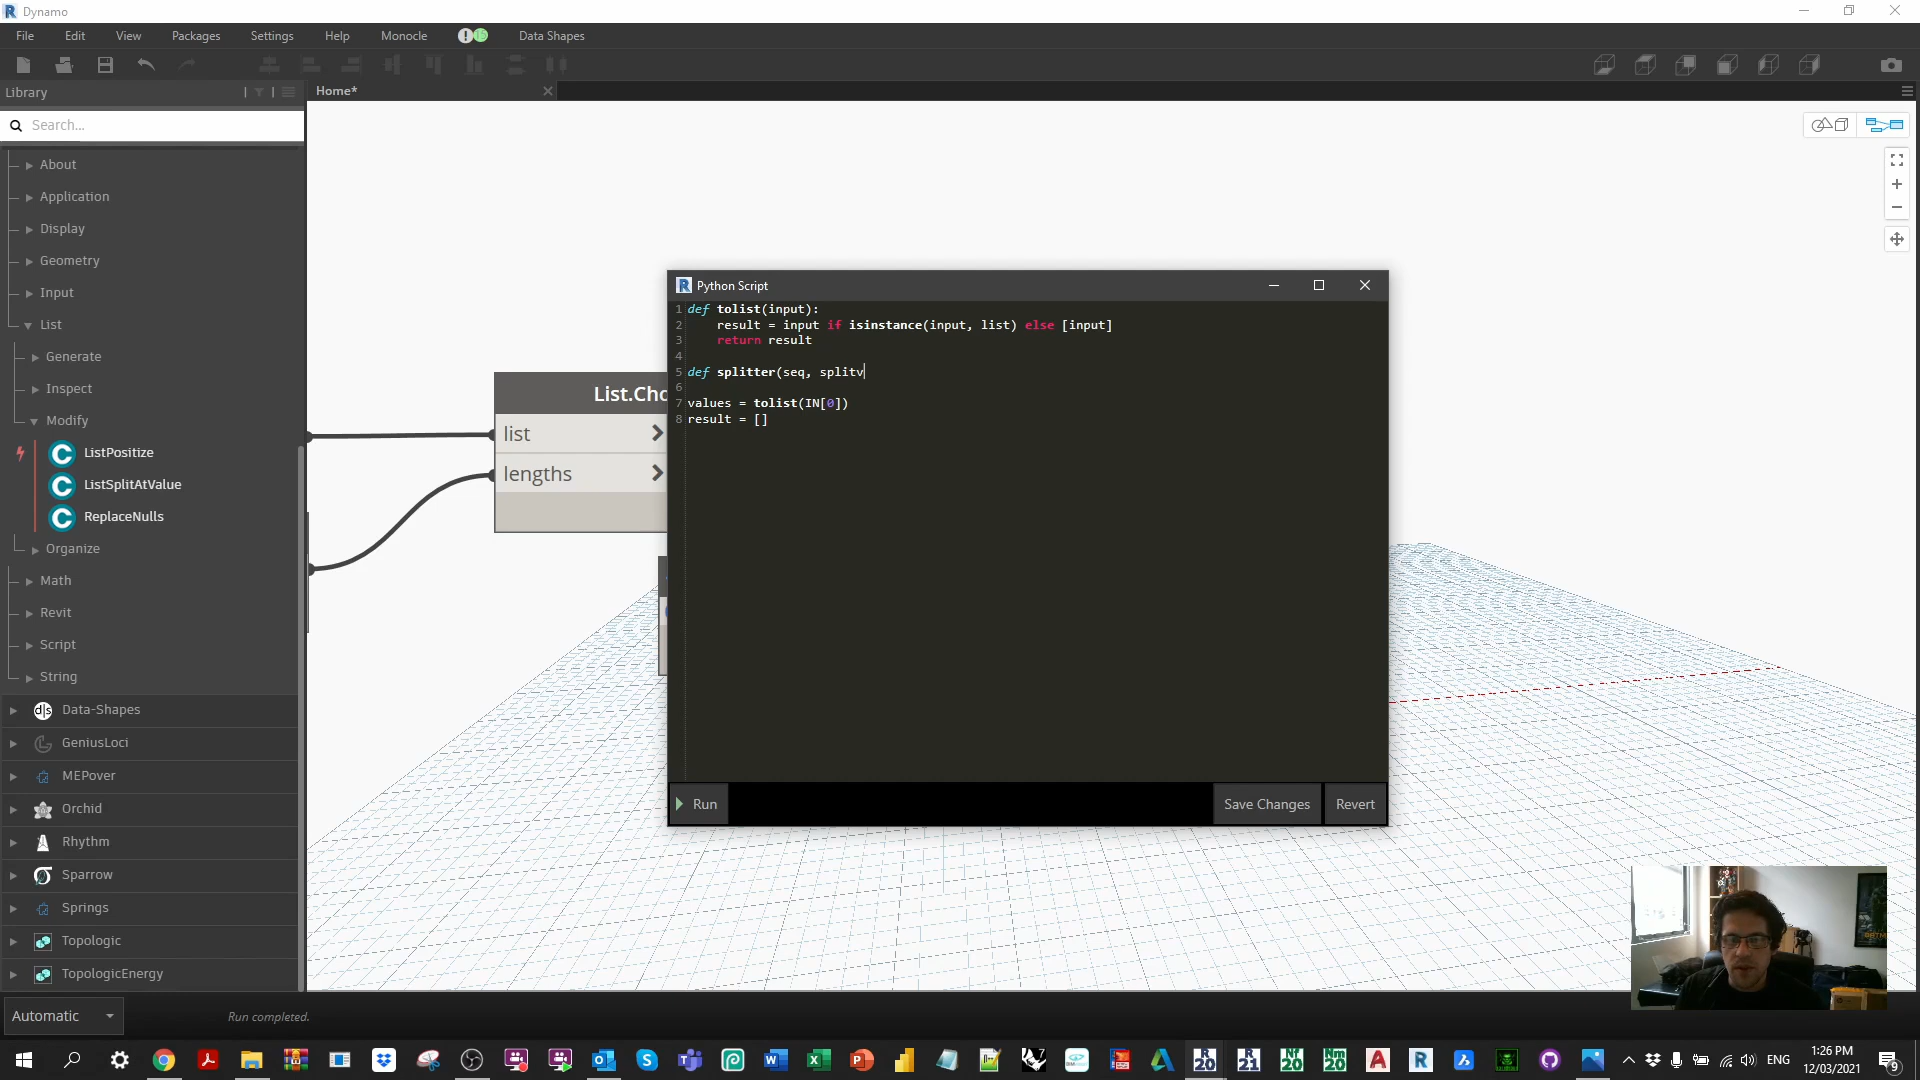 Dynamo
File Edit View Packages Settings Help Monocle Data Shapes
Library
Home*
Search...
About
Application
Display
Geometry
Input
List
Generate
Inspect
Modify
ListPositize
ListSplitAtValue
ReplaceNulls
Organize
Math
Revit
Script
String
Data-Shapes
GeniusLoci
MEPover
Orchid
Rhythm
Sparrow
Springs
Topologic
TopologicEnergy
Automatic
Run completed.
List.Cho
list
lengths
Python Script
1 def tolist(input):
2 result = input if isinstance(input, list) else [input]
3 return result
4
5 def splitter(seq, splitv
6
7 values = tolist(IN[0])
8 result = []
Run
Save Changes
Revert
ENG
1:26 PM
12/03/2021